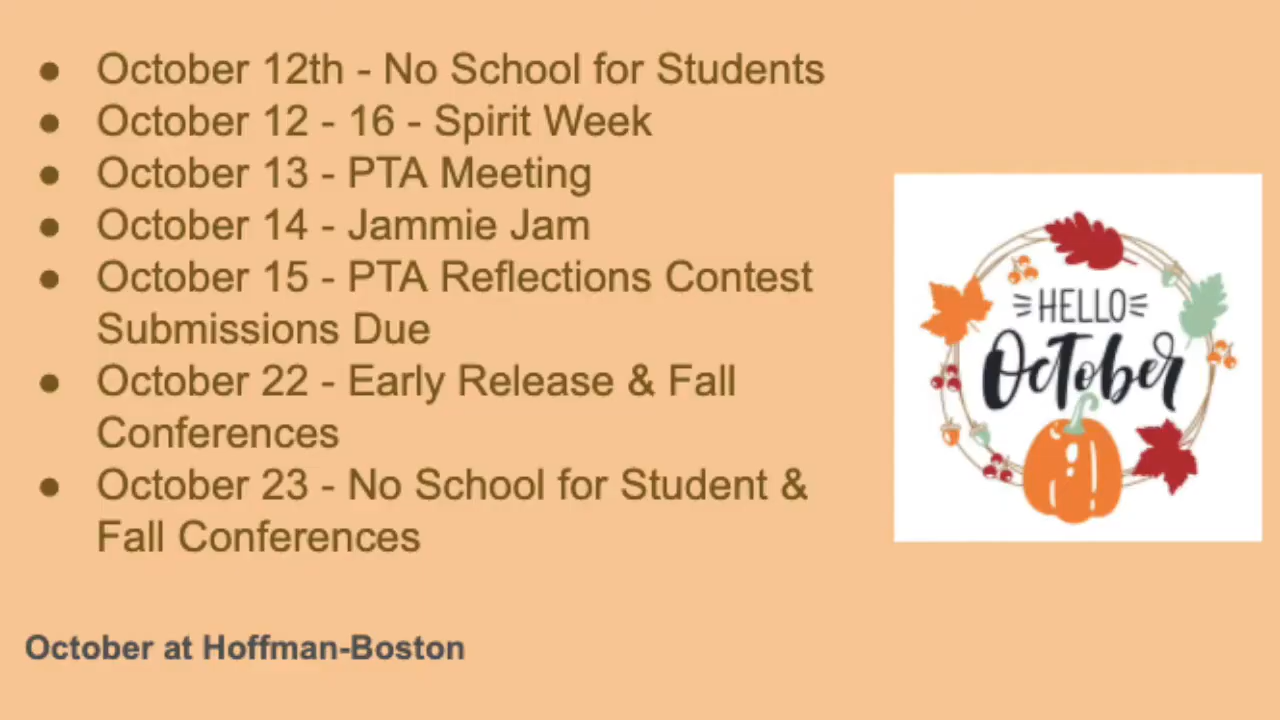 ● October 12th - No School for Students
● October 12 - 16 - Spirit Week
● October 13 - PTA Meeting
● October 14 - Jammie Jam
● October 15 - PTA Reflections Contest
Submissions Due
● October 22 - Early Release & Fall
Conferences
● October 23 - No School for Student &
Fall Conferences
HELLO
October
October at Hoffman-Boston